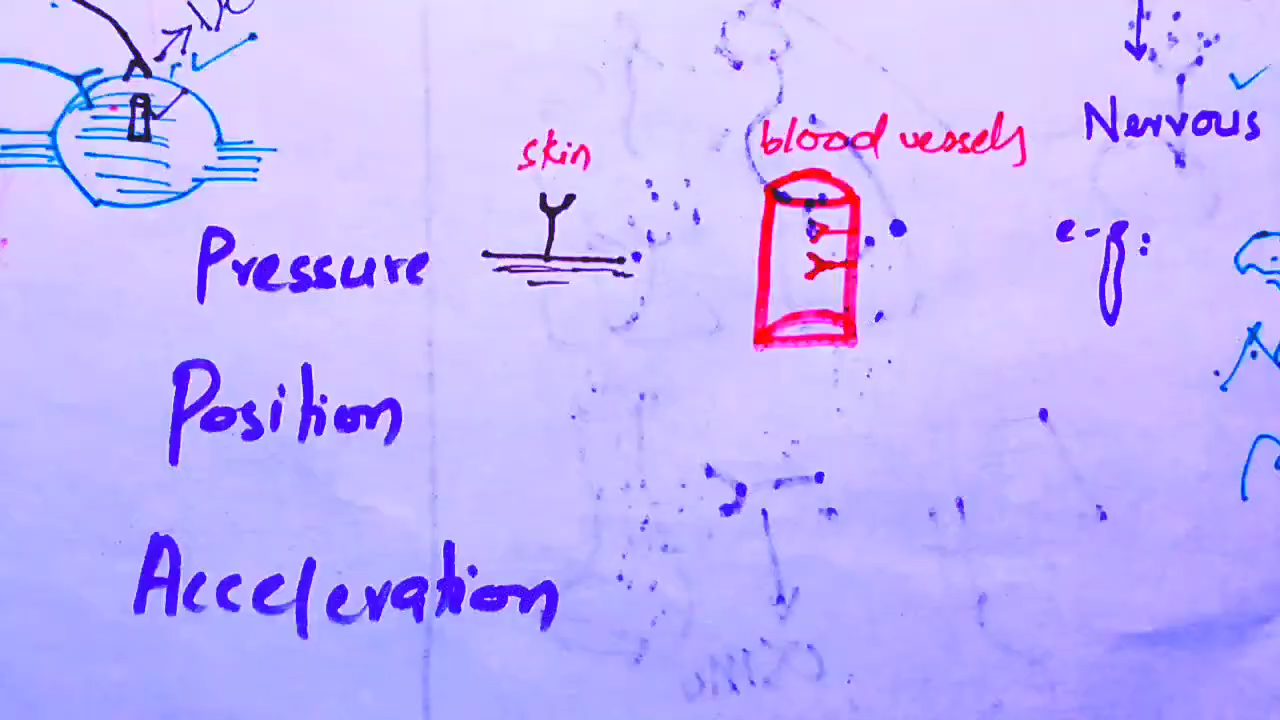 Nervous
skin
blood vessels
Pressure
e-g:
Position
Acceleration